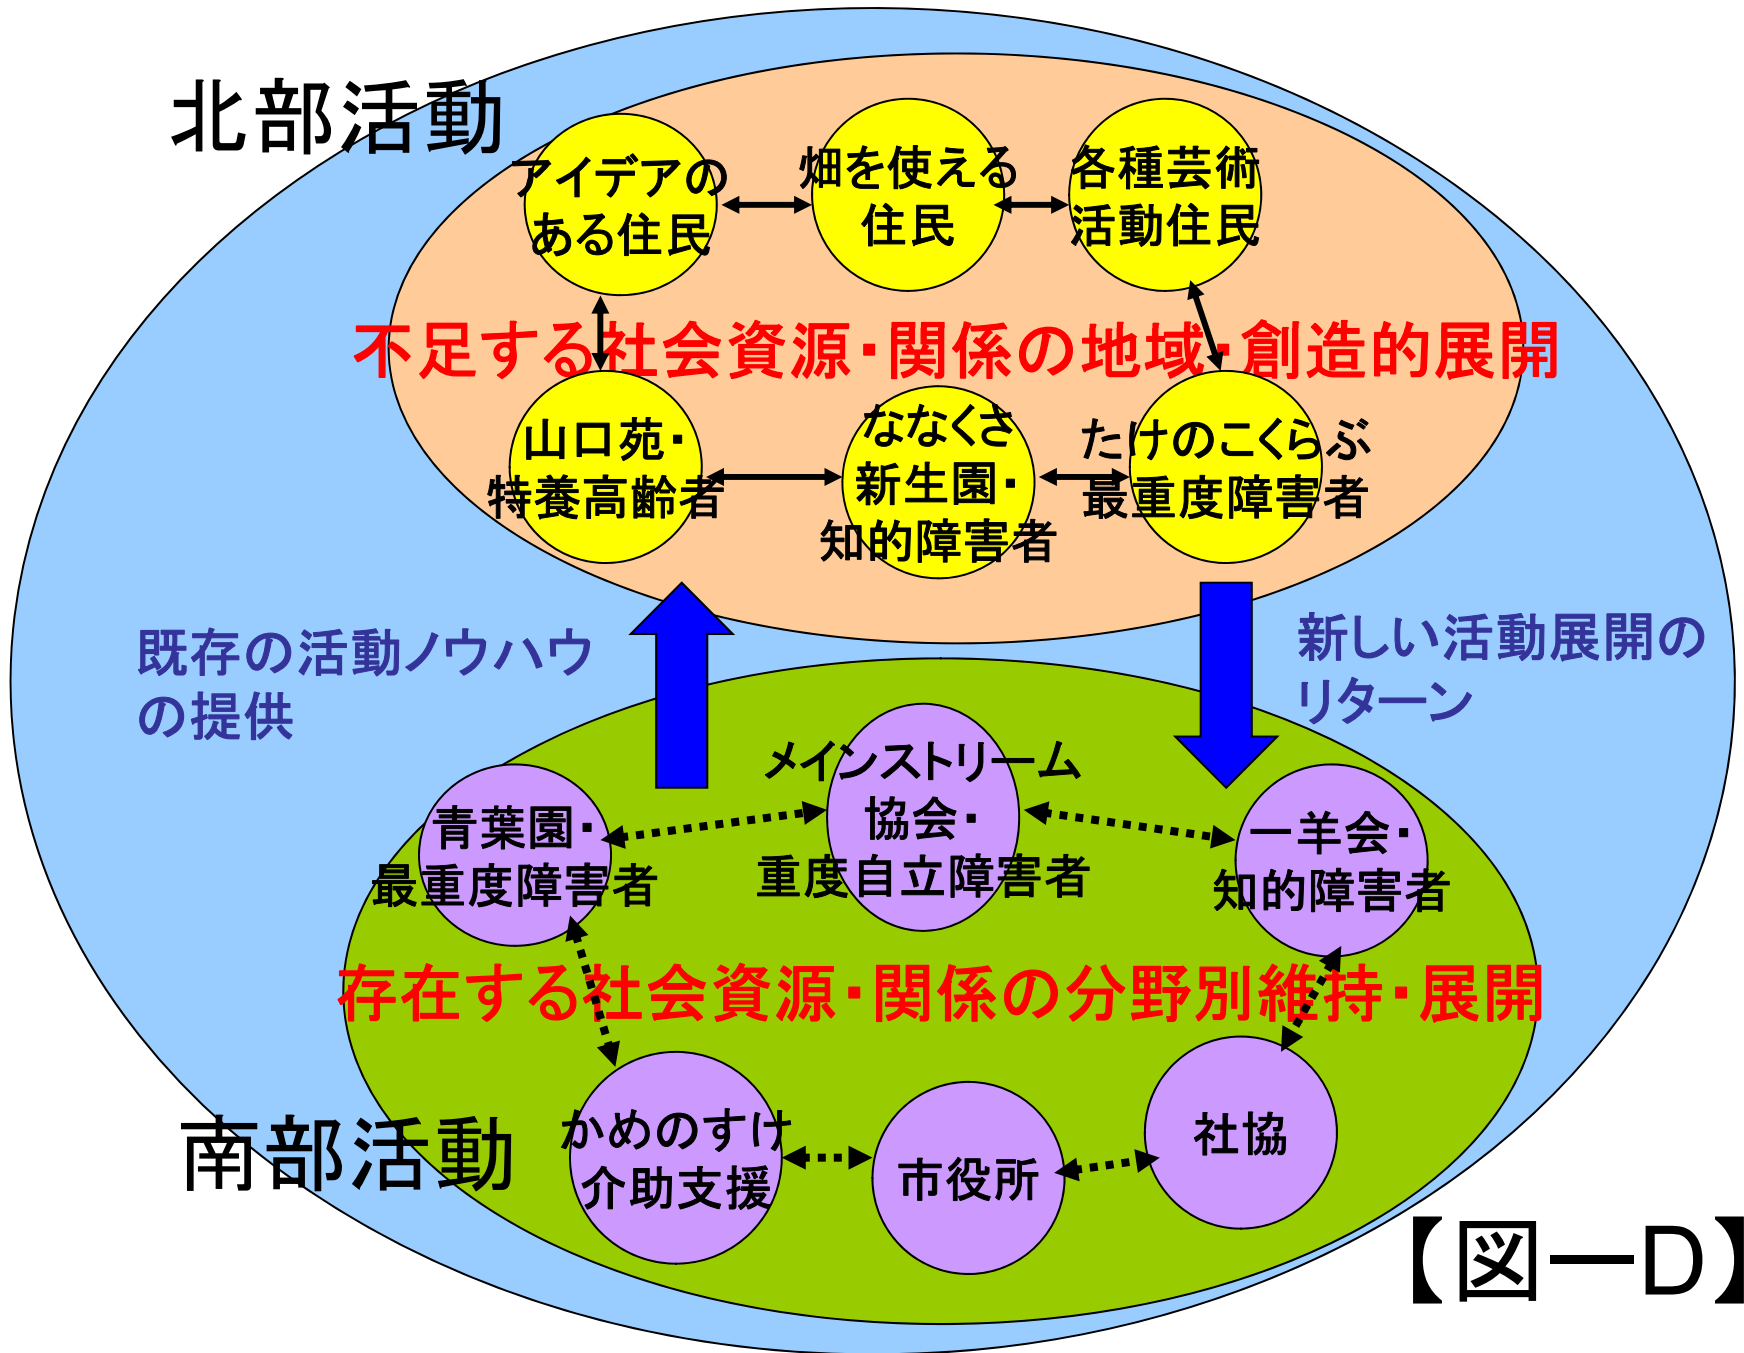 北部活動
アイデアの
ある住民
畑を使える
住民
各種芸術
活動住民
不足する社会資源・関係の地域・創造的展開
山口苑・
特養高齢者
ななくさ
新生園・
知的障害者
たけのこくらぶ
最重度障害者
既存の活動ノウハウ
の提供
新しい活動展開の
リターン
青葉園・
最重度障害者
メインストリーム
協会・
重度自立障害者
一羊会・
知的障害者
存在する社会資源・関係の分野別維持・展開
南部活動
かめのすけ
介助支援
市役所
社協
【図ーD】